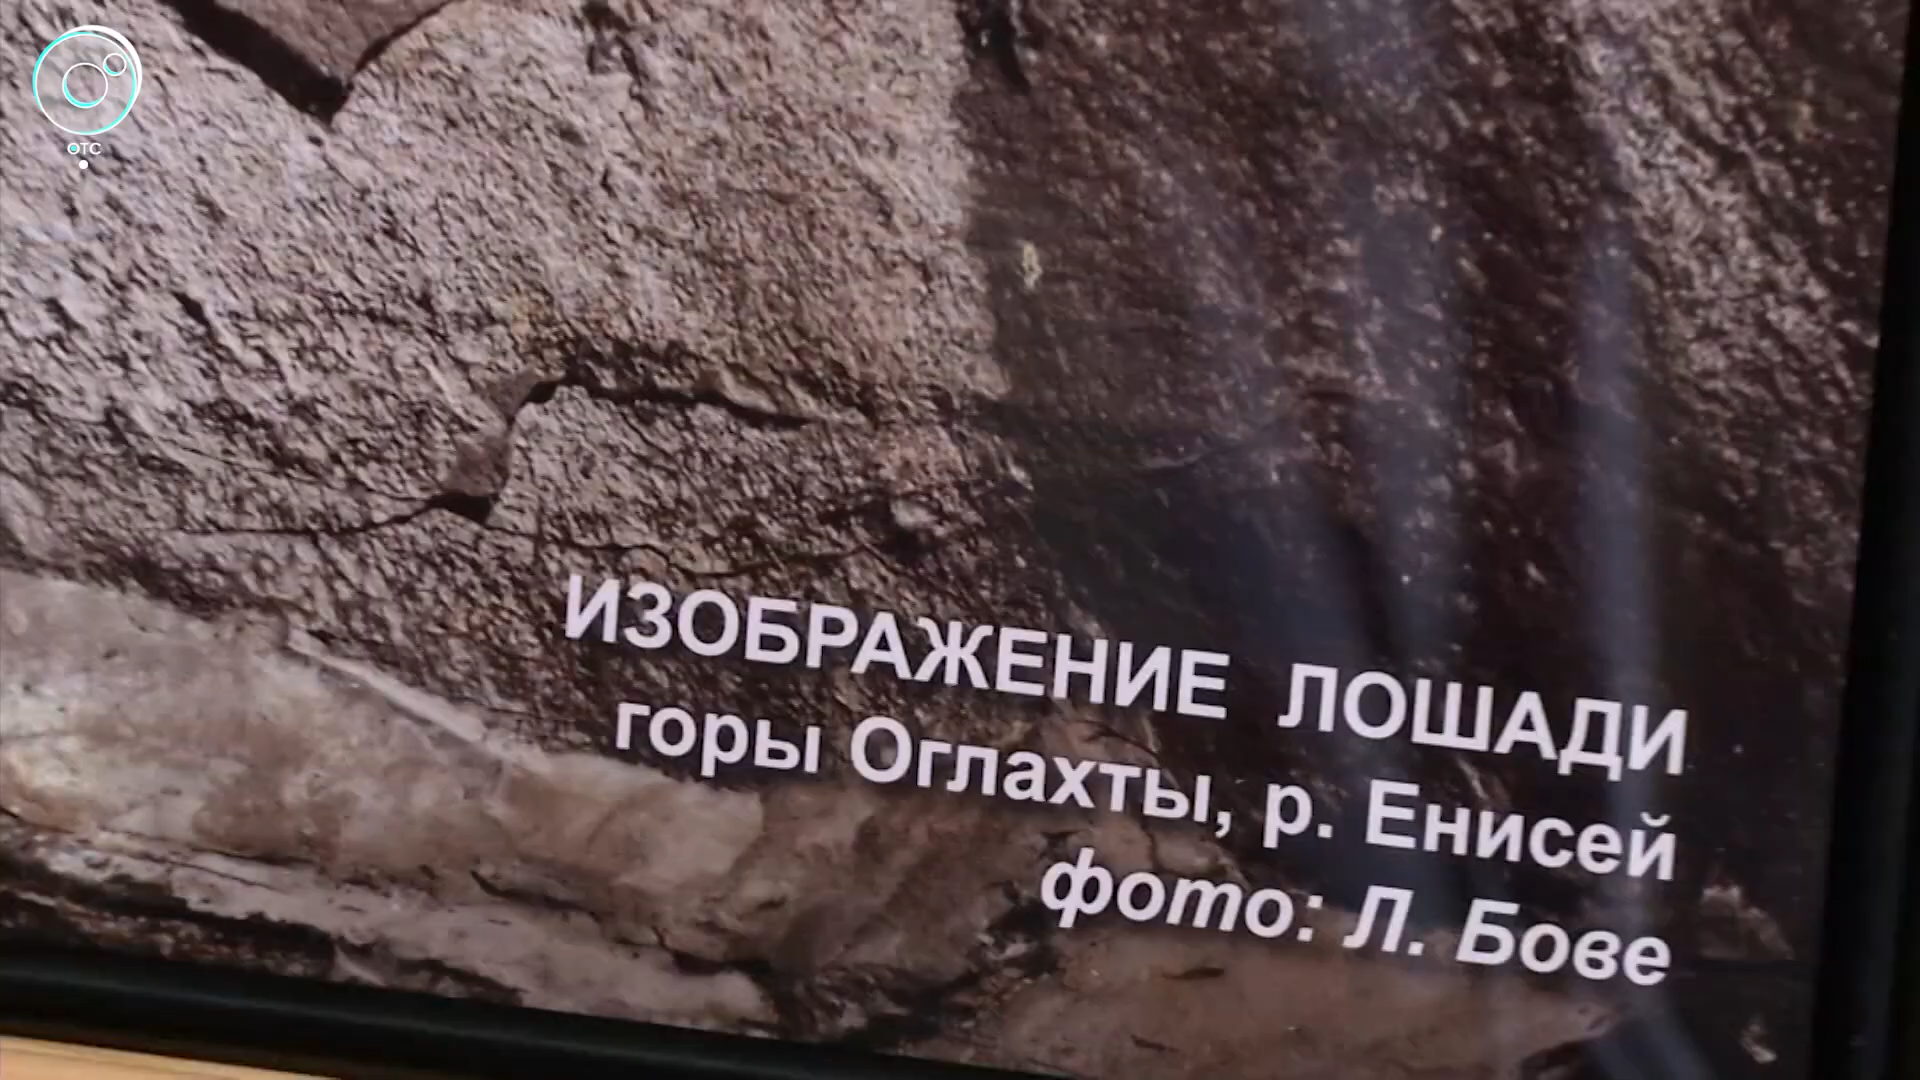 ОТС
ИЗОБРАЖЕНИЕ ЛОШАДИ
горы Оглахты, р. Енисей
фото: Л. Бове